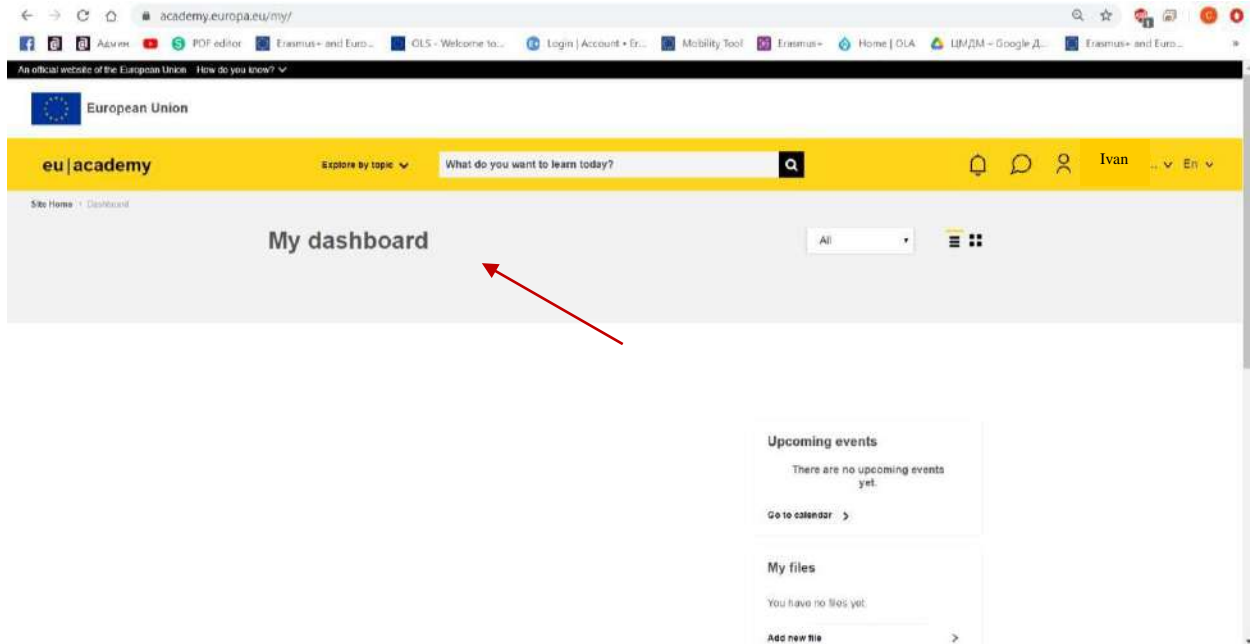 academy.europa.eu/my/
Админ PDF editor Erasmus+ and Euro... OLS - Welcome to... Login | Account • Er... Mobility Tool Erasmus+ Home | OLA ЦМДМ – Google Д... Erasmus+ and Euro... »
An official website of the European Union How do you know?
European Union
eu|academy Explore by topic What do you want to learn today? Ivan .. En
Site Home Dashboard
My dashboard All
Upcoming events
There are no upcoming events
yet.
Go to calendar
My files
You have no files yet
Add new file